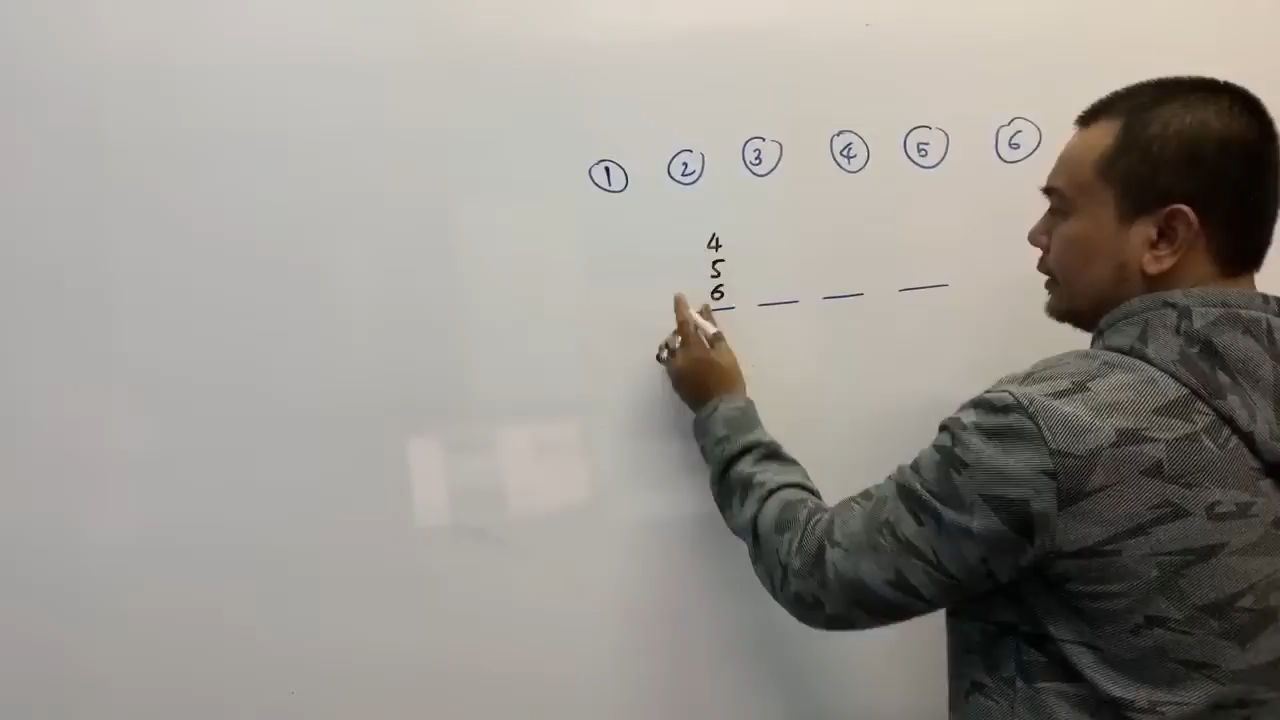 ① ② ③ ④ ⑤ ⑥
4
5
6